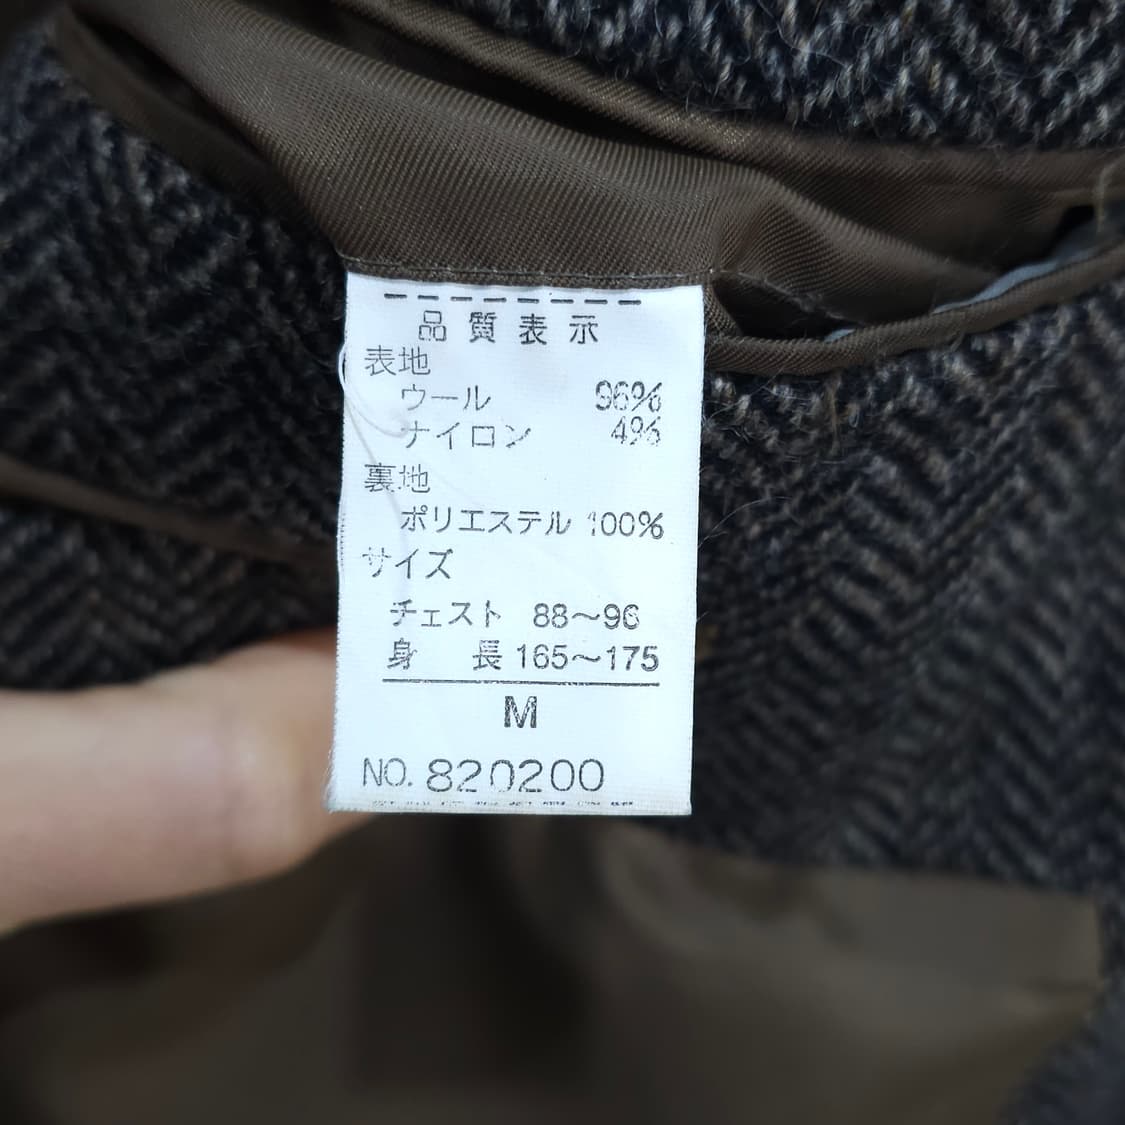 品質表示
表地
ウール 96%
ナイロン 4%
裏地
ポリエステル 100%
サイズ
チェスト 88~96
身 長 165~175
M
NO. 820200